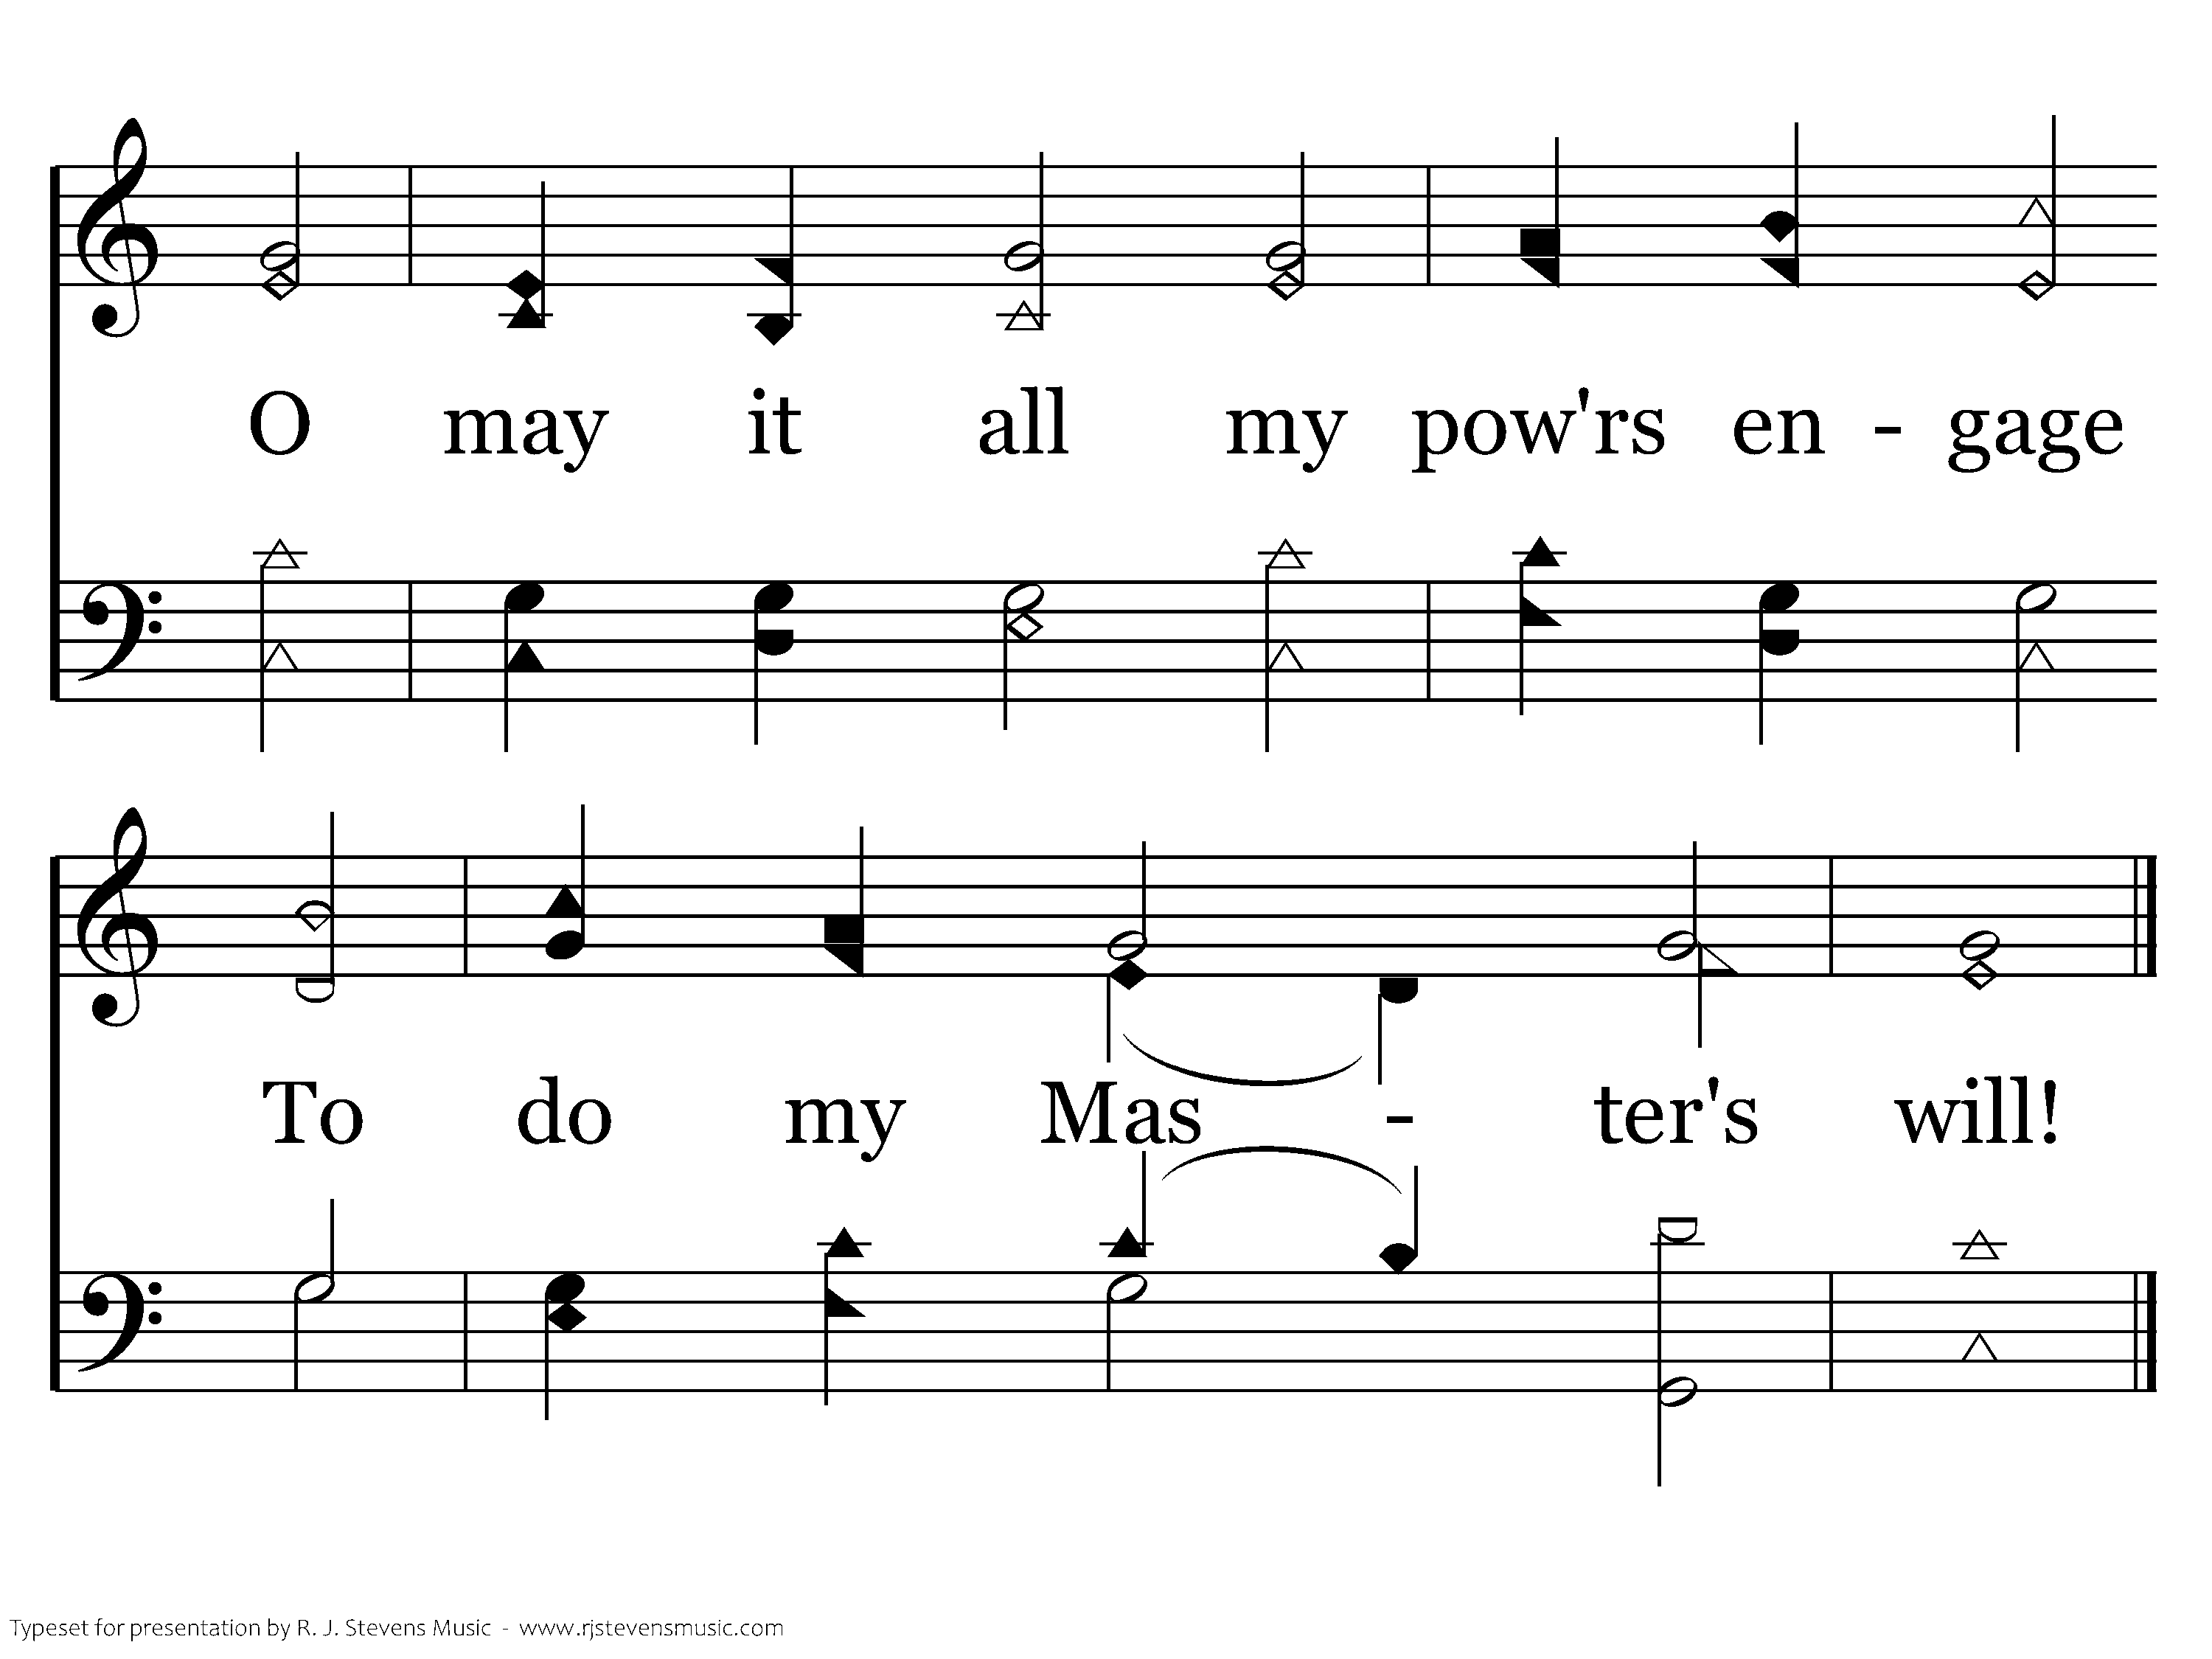 O may it all my pow'rs en - gage
To do my Mas - ter's will!
Typeset for presentation by R. J. Stevens Music - www.rjstevensmusic.com